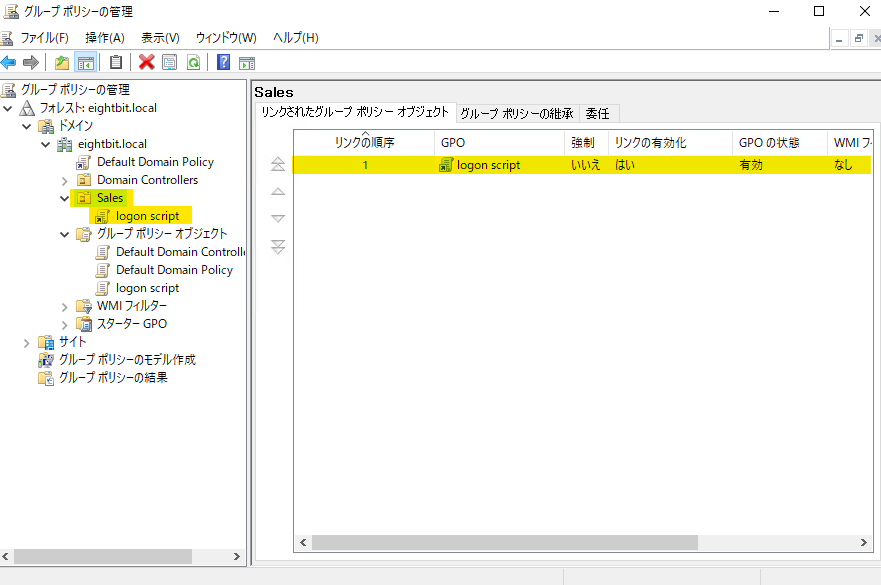 グループ ポリシーの管理
ファイル(F) 操作(A) 表示(V) ウィンドウ(W) ヘルプ(H)
グループ ポリシーの管理
フォレスト: eightbit.local
ドメイン
eightbit.local
Default Domain Policy
Domain Controllers
Sales
logon script
グループ ポリシー オブジェクト
Default Domain Controlle
Default Domain Policy
logon script
WMI フィルター
スターター GPO
サイト
グループ ポリシーのモデル作成
グループ ポリシーの結果
Sales
リンクされたグループ ポリシー オブジェクト グループ ポリシーの継承 委任
リンクの順序 GPO 強制 リンクの有効化 GPO の状態 WMI フ
1 logon script いいえ はい 有効 なし